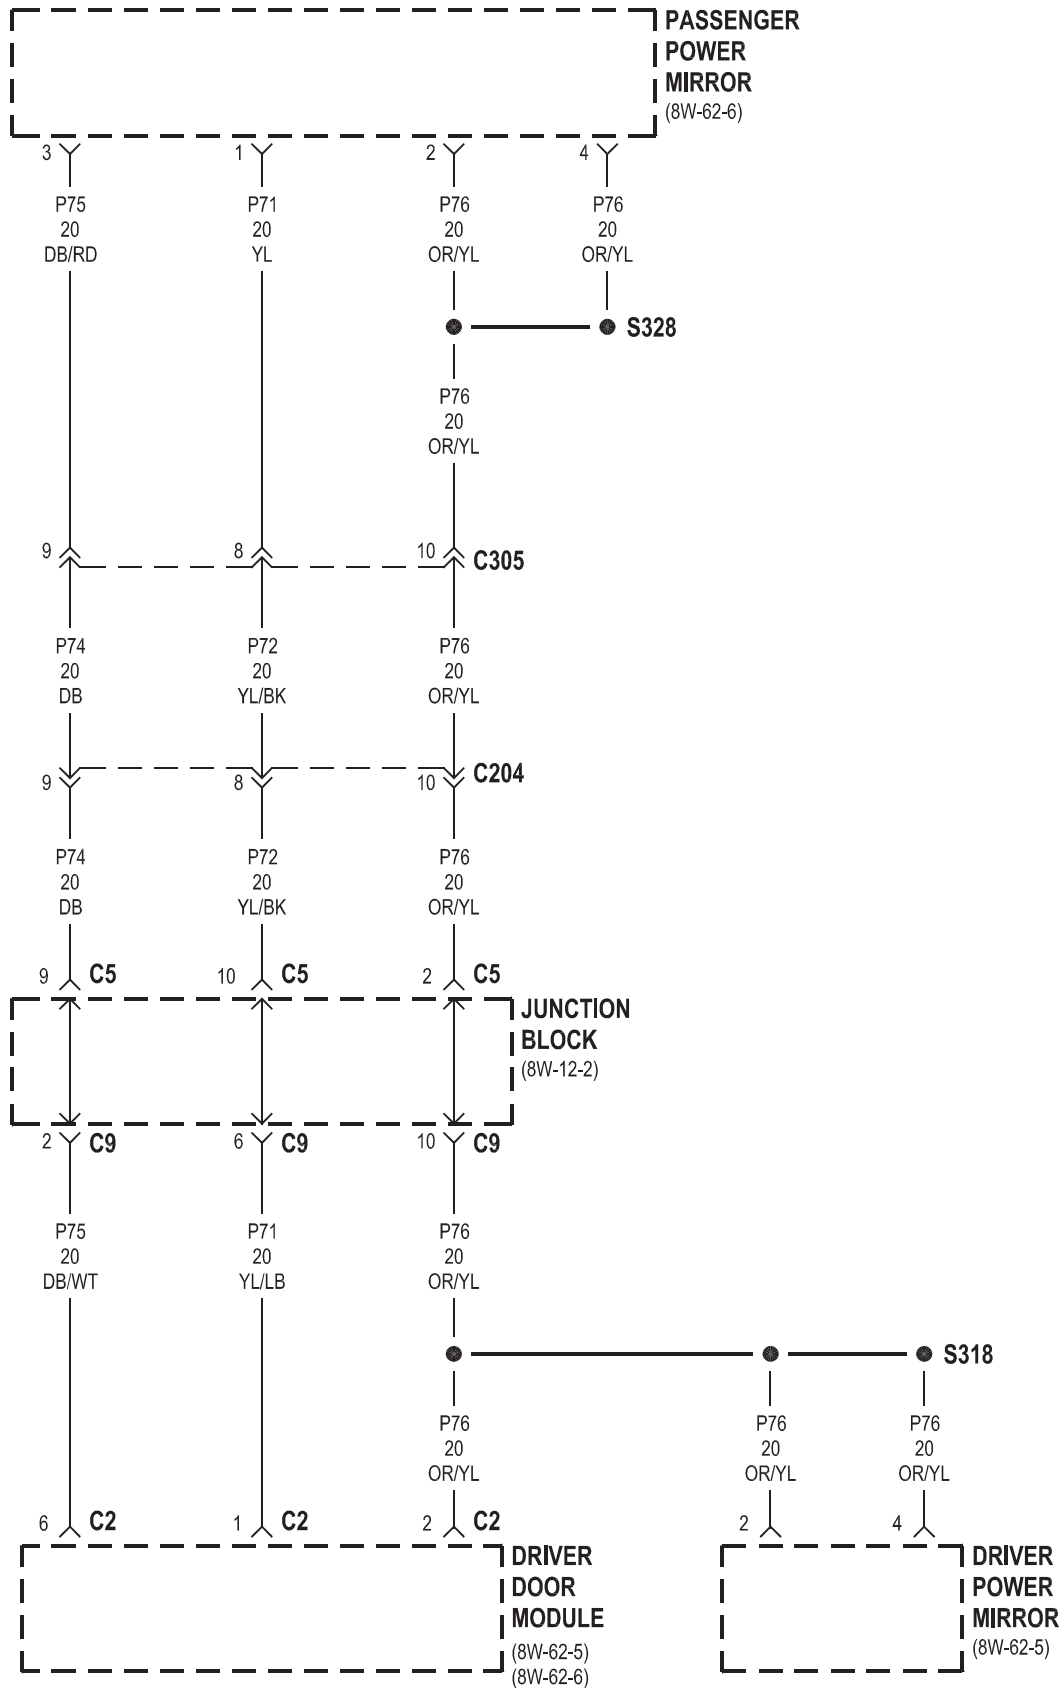 PASSENGER
POWER
MIRROR
(8W-62-6)
3 1 2 4
P75 P71 P76 P76
20 20 20 20
DB/RD YL OR/YL OR/YL
S328
P76
20
OR/YL
9 8 10 C305
P74 P72 P76
20 20 20
DB YL/BK OR/YL
C204
9 8 10
P74 P72 P76
20 20 20
DB YL/BK OR/YL
9 C5 10 C5 2 C5
JUNCTION
BLOCK
(8W-12-2)
2 C9 6 C9 10 C9
P75 P71 P76
20 20 20
DB/WT YL/LB OR/YL
S318
P76 P76 P76
20 20 20
OR/YL OR/YL OR/YL
6 C2 1 C2 2 C2 2 4
DRIVER
DOOR
MODULE
(8W-62-5)
(8W-62-6)
DRIVER
POWER
MIRROR
(8W-62-5)